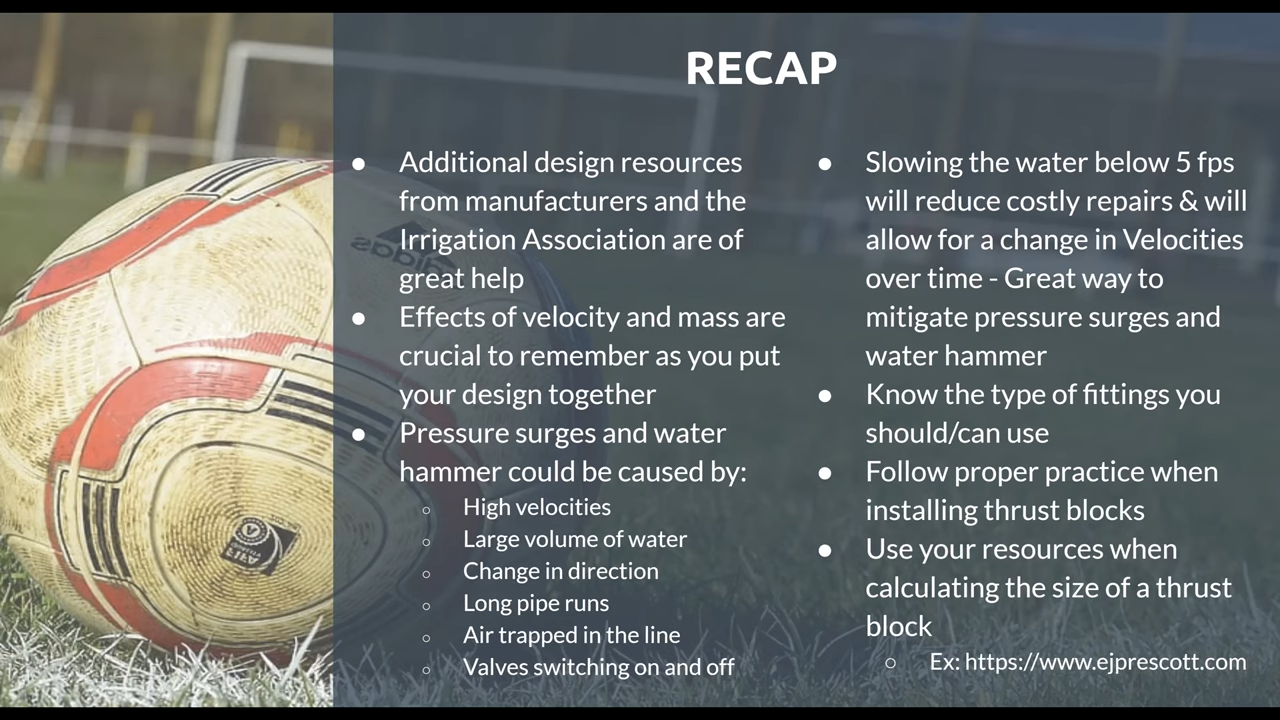 RECAP
● Additional design resources
from manufacturers and the
Irrigation Association are of
great help
● Effects of velocity and mass are
crucial to remember as you put
your design together
● Pressure surges and water
hammer could be caused by:
○ High velocities
○ Large volume of water
○ Change in direction
○ Long pipe runs
○ Air trapped in the line
○ Valves switching on and off
● Slowing the water below 5 fps
will reduce costly repairs & will
allow for a change in Velocities
over time - Great way to
mitigate pressure surges and
water hammer
● Know the type of fittings you
should/can use
● Follow proper practice when
installing thrust blocks
● Use your resources when
calculating the size of a thrust
block
○ Ex: https://www.ejprescott.com
adidas